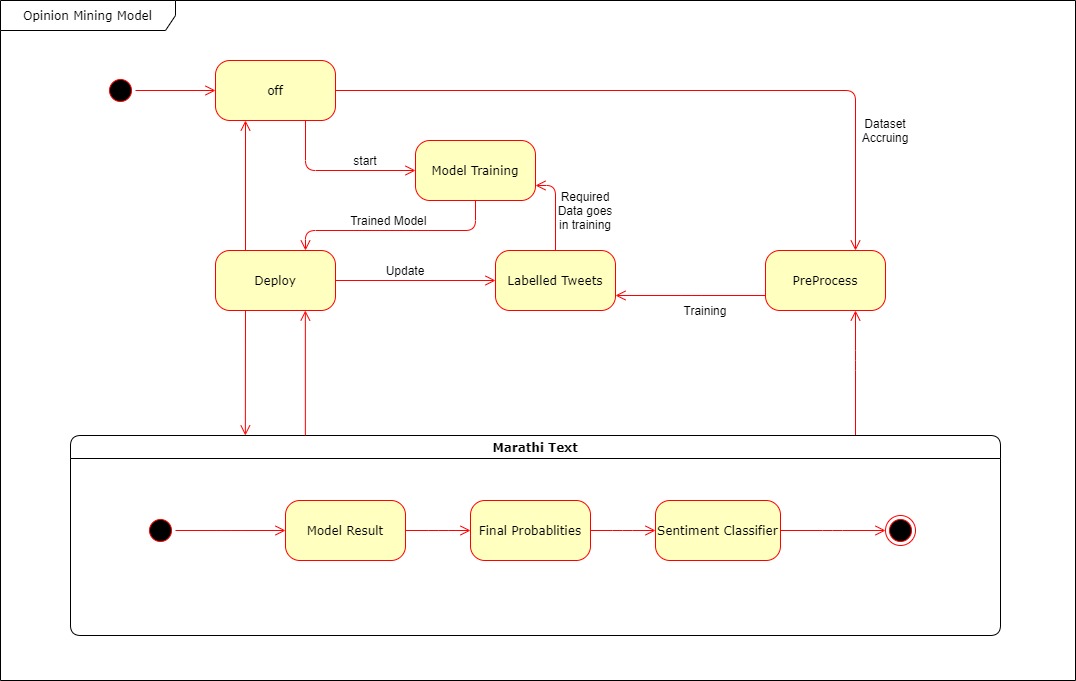 Opinion Mining Model
off
Dataset
Accruing
start
Model Training
Required
Data goes
in training
Trained Model
Deploy
Update
Labelled Tweets
PreProcess
Training
Marathi Text
Model Result
Final Probablities
Sentiment Classifier